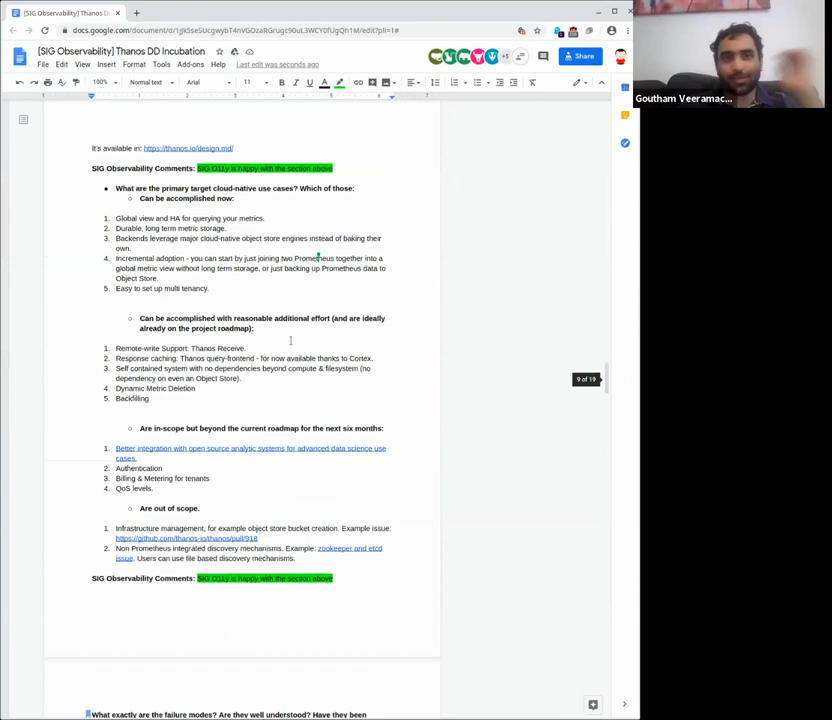 [SIG Observability] Thanos D
docs.google.com
[SIG Observability] Thanos DD Incubation
File Edit View Insert Format Tools Add-ons Help Last edit was seconds ago
+5
Share
100% Normal text Arial 11
1 2 3 4 5 6 7
It's available in: https://thanos.io/design.md/
SIG Observability Comments: SIG O11y is happy with the section above
What are the primary target cloud-native use cases? Which of those:
Can be accomplished now:
1. Global view and HA for querying your metrics.
2. Durable, long term metric storage.
3. Backends leverage major cloud-native object store engines instead of baking their
own.
4. Incremental adoption - you can start by just joining two Prometheus together into a
global metric view without long term storage, or just backing up Prometheus data to
Object Store.
5. Easy to set up multi tenancy.
Can be accomplished with reasonable additional effort (and are ideally
already on the project roadmap):
1. Remote-write Support: Thanos Receive.
2. Response caching: Thanos query-frontend - for now available thanks to Cortex.
3. Self contained system with no dependencies beyond compute & filesystem (no
dependency on even an Object Store).
4. Dynamic Metric Deletion
5. Backfilling
9 of 19
Are in-scope but beyond the current roadmap for the next six months:
1. Better integration with open source analytic systems for advanced data science use
cases.
2. Authentication
3. Billing & Metering for tenants
4. QoS levels.
Are out of scope.
1. Infrastructure management, for example object store bucket creation. Example issue:
https://github.com/thanos-io/thanos/pull/918
2. Non Prometheus integrated discovery mechanisms. Example: zookeeper and etcd
issue. Users can use file based discovery mechanisms.
SIG Observability Comments: SIG O11y is happy with the section above
What exactly are the failure modes? Are they well understood? Have they been
Goutham Veeramac...